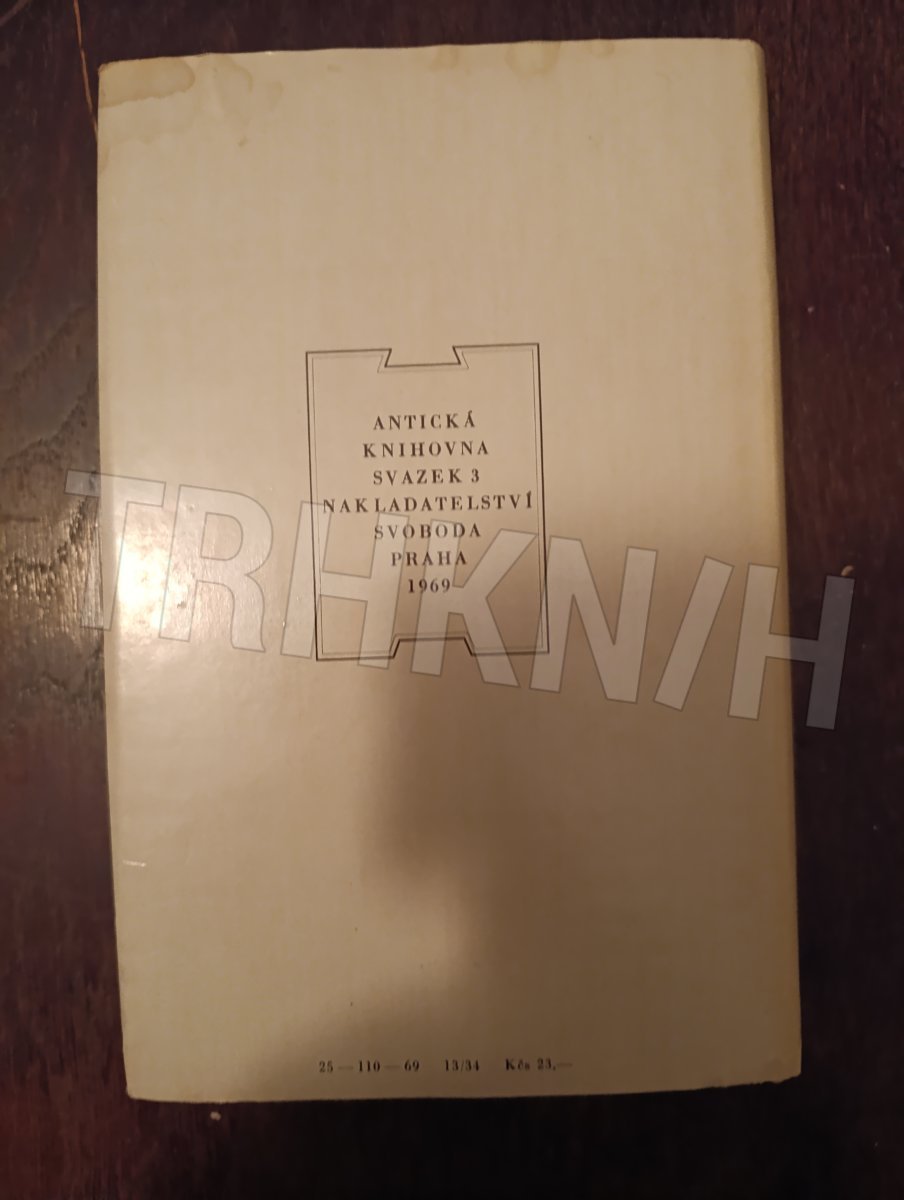 ANTICKÁ
KNIHOVNA
SVAZEK 3
NAKLADATELSTVÍ
SVOBODA
PRAHA
1969
TRHKNIH
25 — 110 — 69 13/34 Kčs 23,—